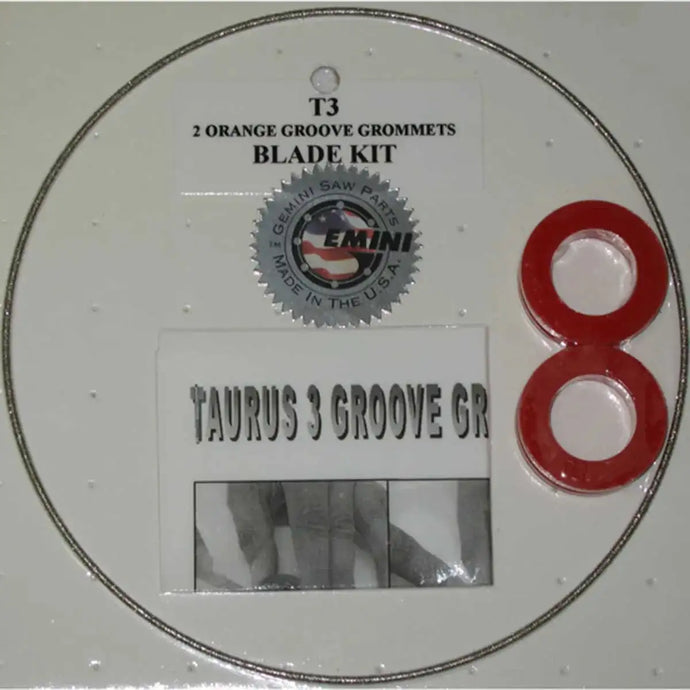 T3
2 ORANGE GROOVE GROMMETS
BLADE KIT
GEMINI SAW PARTS
EMINI
MADE IN THE U.S.A.
TAURUS 3 GROOVE GR